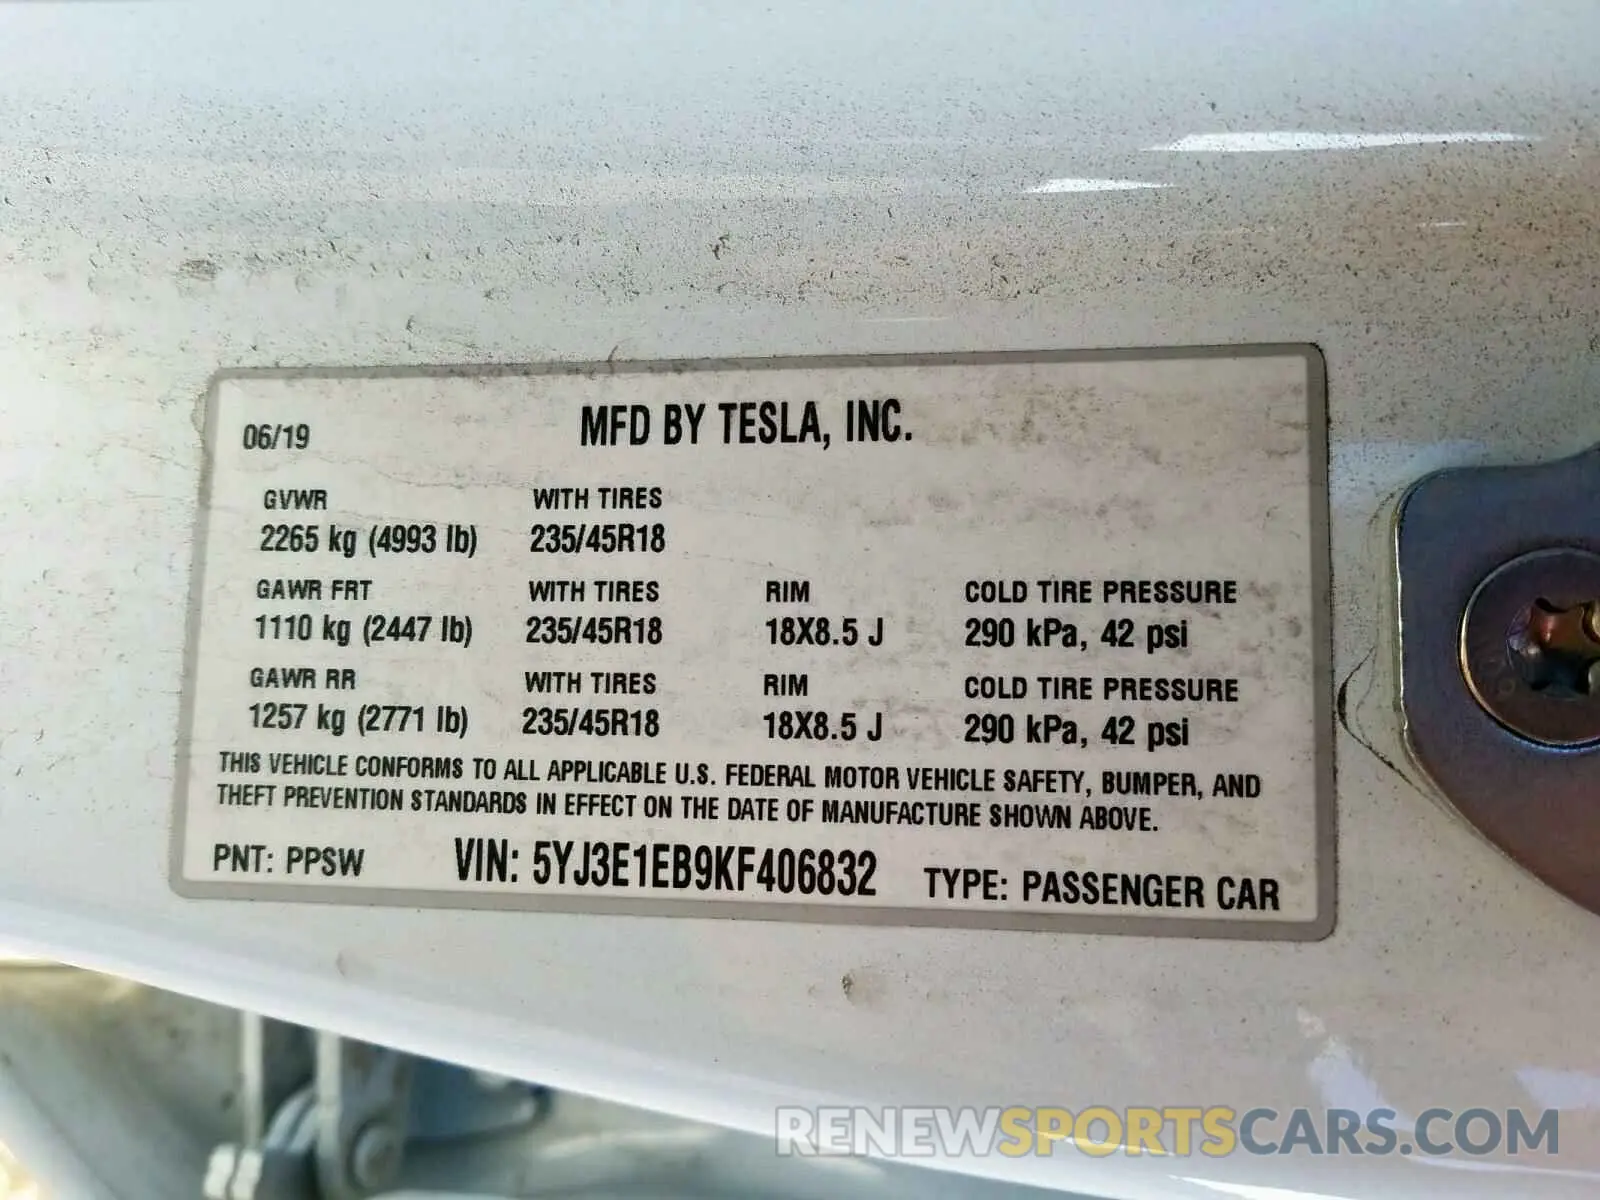 06/19 MFD BY TESLA, INC.
GVWR WITH TIRES
2265 kg (4993 lb) 235/45R18
GAWR FRT WITH TIRES RIM COLD TIRE PRESSURE
1110 kg (2447 lb) 235/45R18 18X8.5 J 290 kPa, 42 psi
GAWR RR WITH TIRES RIM COLD TIRE PRESSURE
1257 kg (2771 lb) 235/45R18 18X8.5 J 290 kPa, 42 psi
THIS VEHICLE CONFORMS TO ALL APPLICABLE U.S. FEDERAL MOTOR VEHICLE SAFETY, BUMPER, AND
THEFT PREVENTION STANDARDS IN EFFECT ON THE DATE OF MANUFACTURE SHOWN ABOVE.
PNT: PPSW VIN: 5YJ3E1EB9KF406832 TYPE: PASSENGER CAR
RENEWSPORTSCARS.COM